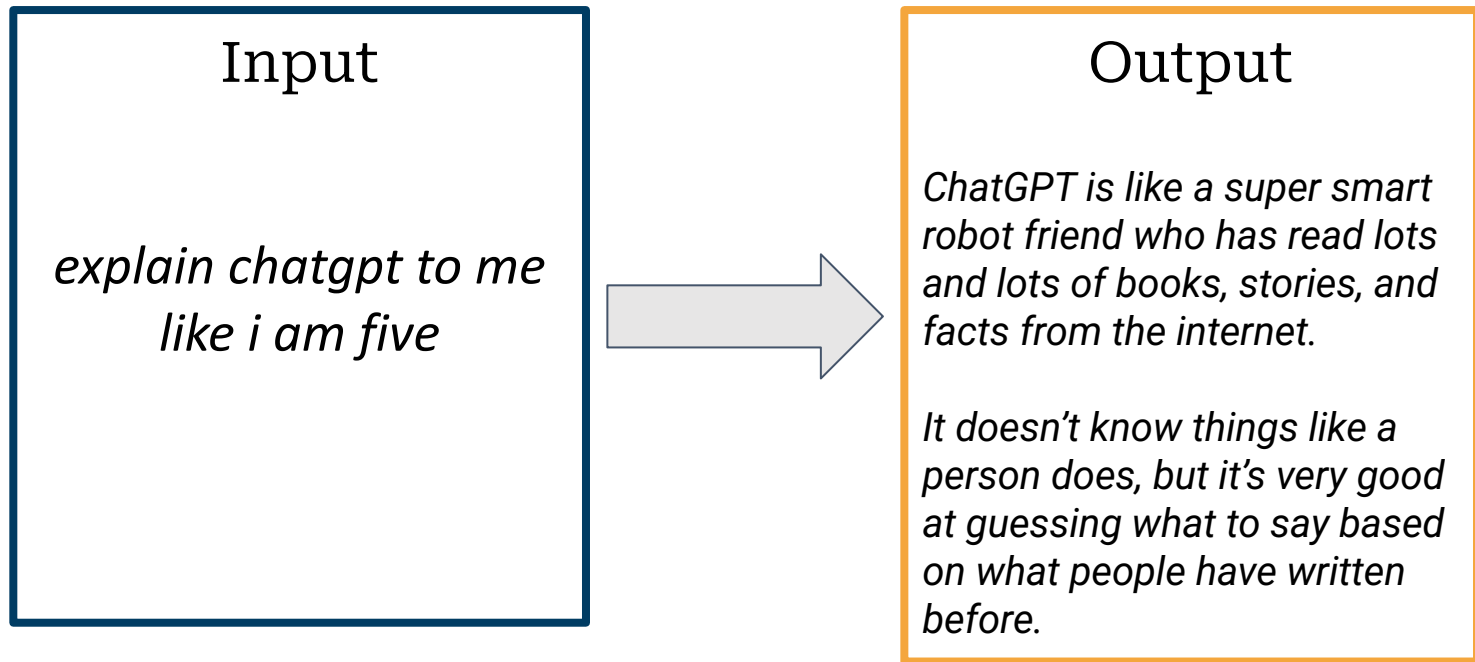 Input
explain chatgpt to me
like i am five
Output
ChatGPT is like a super smart
robot friend who has read lots
and lots of books, stories, and
facts from the internet.
It doesn’t know things like a
person does, but it’s very good
at guessing what to say based
on what people have written
before.